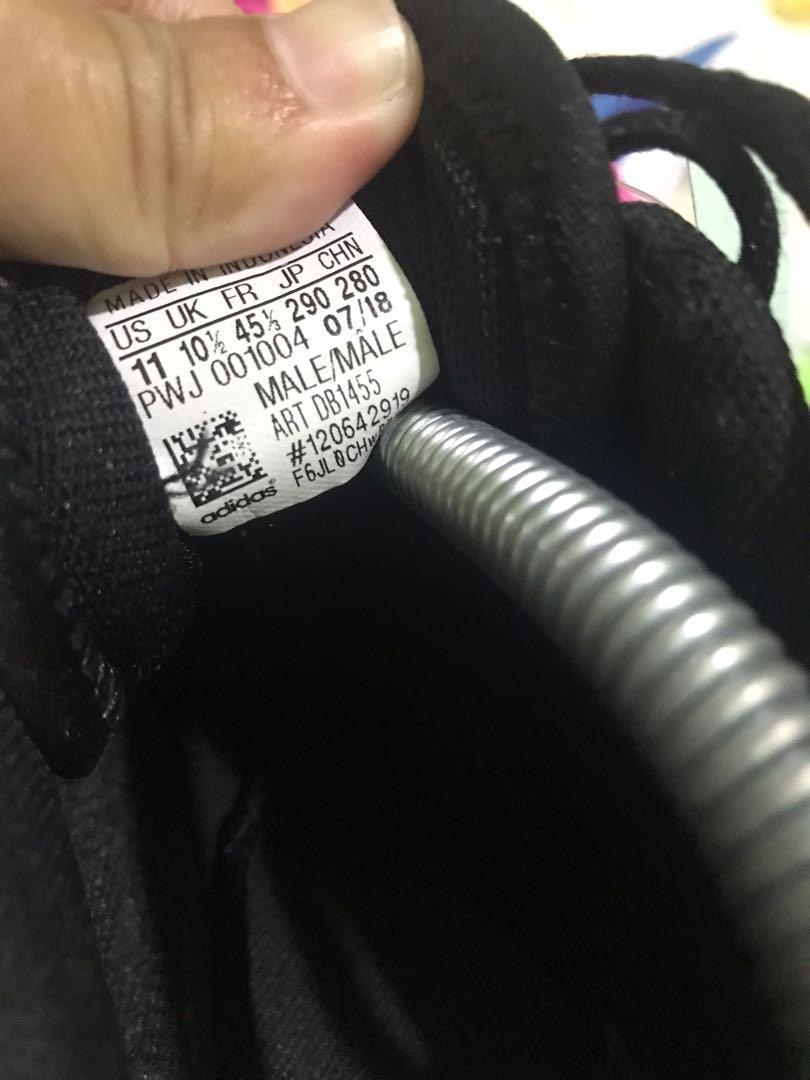 MADE IN INDONESIA
US UK FR JP CHN
11 10½ 45⅓ 290 280
PWJ 001004 07/18
MALE/MÂLE
ART DB1455
#120642919
F6JL0CHW
adidas